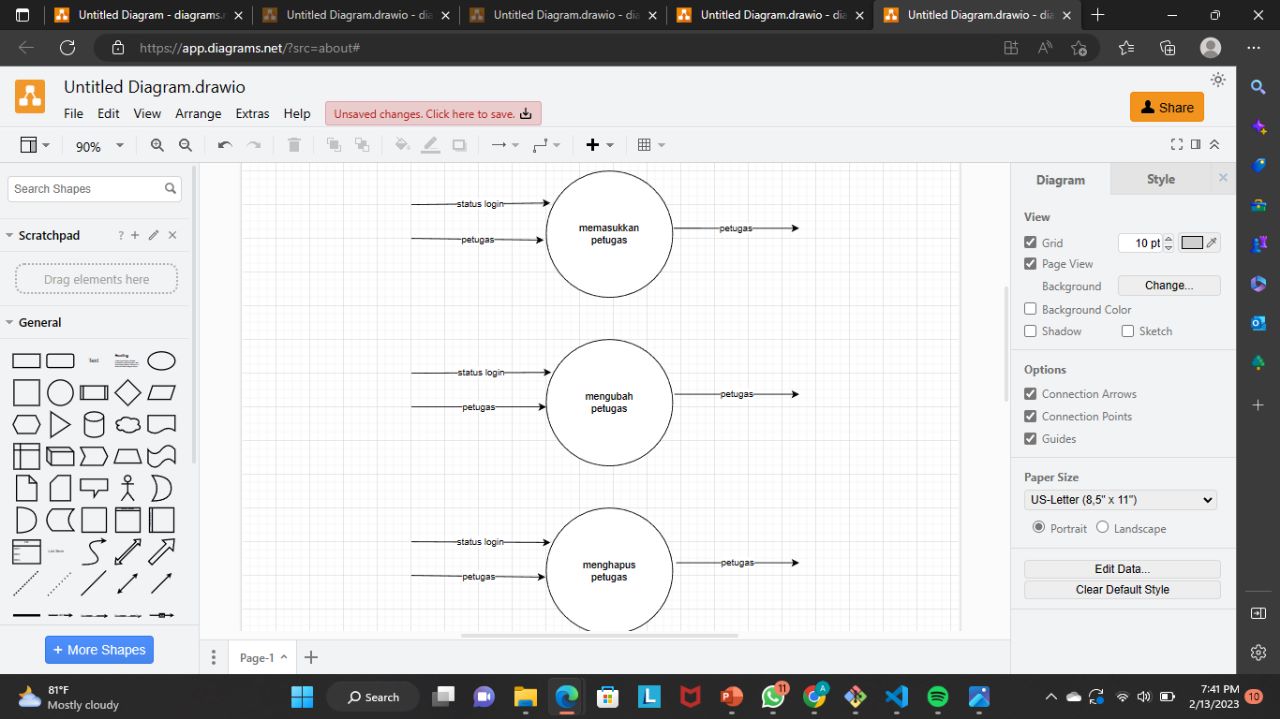 Untitled Diagram - diagrams.n
Untitled Diagram.drawio - dia
Untitled Diagram.drawio - dia
Untitled Diagram.drawio - dia
Untitled Diagram.drawio - dia
https://app.diagrams.net/?src=about#
Untitled Diagram.drawio
File Edit View Arrange Extras Help
Unsaved changes. Click here to save.
Share
90%
Search Shapes
Scratchpad
Drag elements here
General
Text
Heading
+ More Shapes
status login
petugas
memasukkan
petugas
petugas
status login
petugas
mengubah
petugas
petugas
status login
petugas
menghapus
petugas
petugas
Page-1
Diagram
Style
View
Grid
10 pt
Page View
Background
Change...
Background Color
Shadow
Sketch
Options
Connection Arrows
Connection Points
Guides
Paper Size
US-Letter (8,5" x 11")
Portrait
Landscape
Edit Data...
Clear Default Style
81°F
Mostly cloudy
Search
L
11
A
7:41 PM
2/13/2023
10